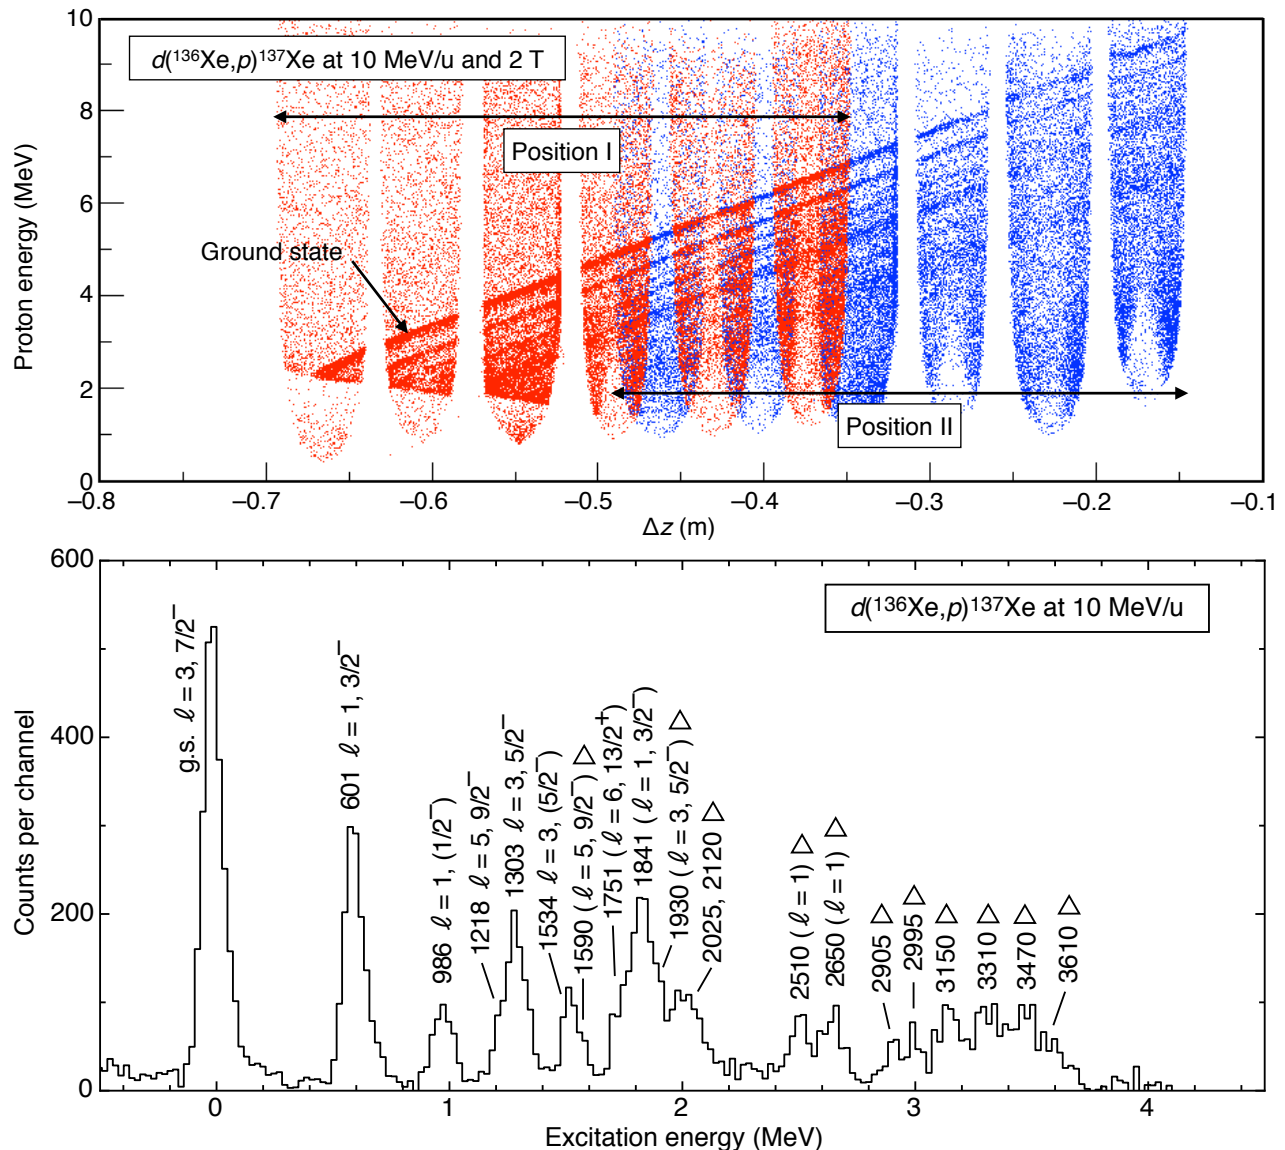 10
8
6
4
2
0
Proton energy (MeV)
d(¹³⁶Xe,p)¹³⁷Xe at 10 MeV/u and 2 T
Position I
Ground state
Position II
–0.8
–0.7
–0.6
–0.5
–0.4
–0.3
–0.2
–0.1
Δz (m)
600
400
200
0
Counts per channel
d(¹³⁶Xe,p)¹³⁷Xe at 10 MeV/u
g.s. ℓ = 3, 7/2⁻
601 ℓ = 1, 3/2⁻
986 ℓ = 1, (1/2⁻)
1218 ℓ = 5, 9/2⁻
1303 ℓ = 3, 5/2⁻
1534 ℓ = 3, (5/2⁻)
1590 (ℓ = 5, 9/2⁻) △
1751 (ℓ = 6, 13/2⁺)
1841 (ℓ = 1, 3/2⁻)
1930 (ℓ = 3, 5/2⁻) △
2025, 2120 △
2510 (ℓ = 1) △
2650 (ℓ = 1) △
2905 △
2995 △
3150 △
3310 △
3470 △
3610 △
0
1
2
3
4
Excitation energy (MeV)